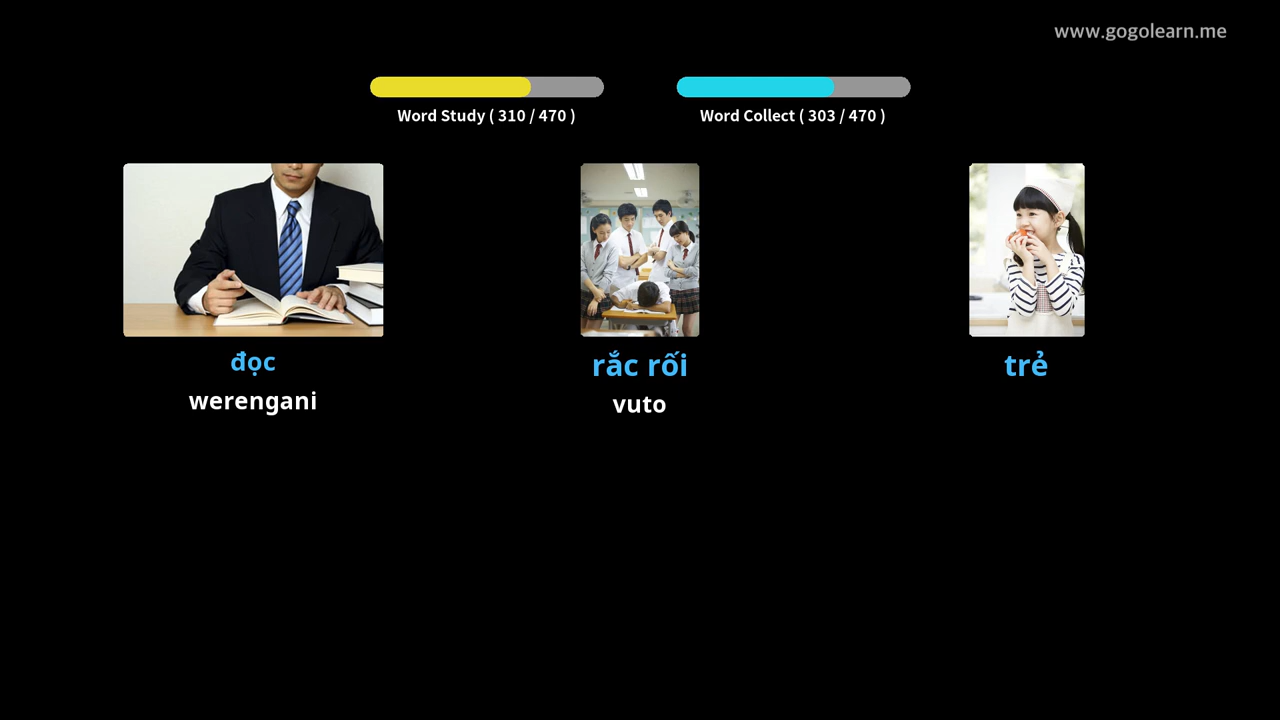 www.gogolearn.me
Word Study ( 310 / 470 )
Word Collect ( 303 / 470 )
đọc
werengani
rắc rối
vuto
trẻ